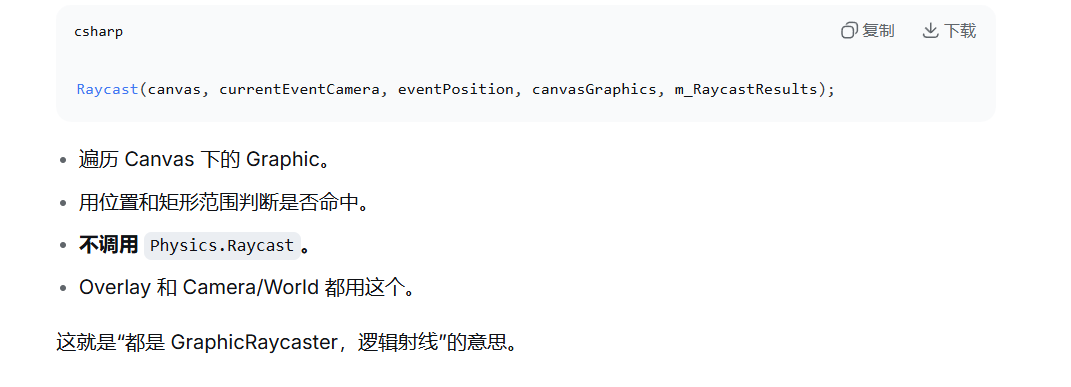 csharp 复制 下载
Raycast(canvas, currentEventCamera, eventPosition, canvasGraphics, m_RaycastResults);
• 遍历 Canvas 下的 Graphic。
• 用位置和矩形范围判断是否命中。
• 不调用 Physics.Raycast。
• Overlay 和 Camera/World 都用这个。
这就是“都是 GraphicRaycaster，逻辑射线”的意思。